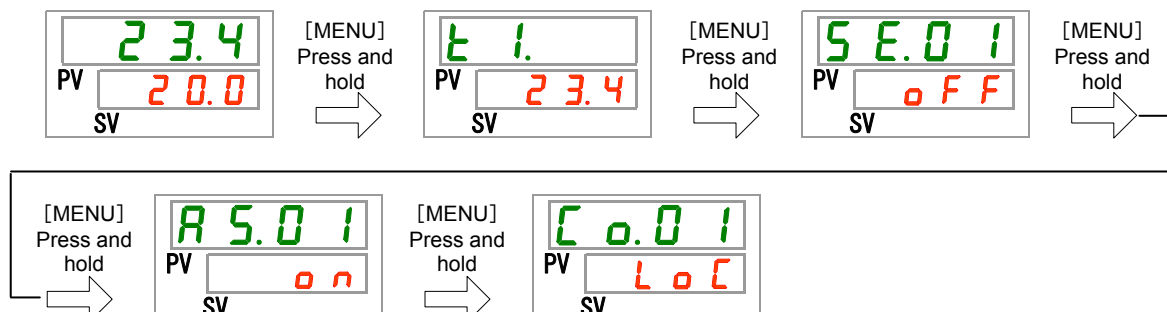 23.4
PV 20.0
SV
[MENU]
Press and
hold
t 1.
PV 23.4
SV
[MENU]
Press and
hold
SE.01
PV oFF
SV
[MENU]
Press and
hold
[MENU]
Press and
hold
AS.01
PV on
SV
[MENU]
Press and
hold
Co.01
PV LoC
SV